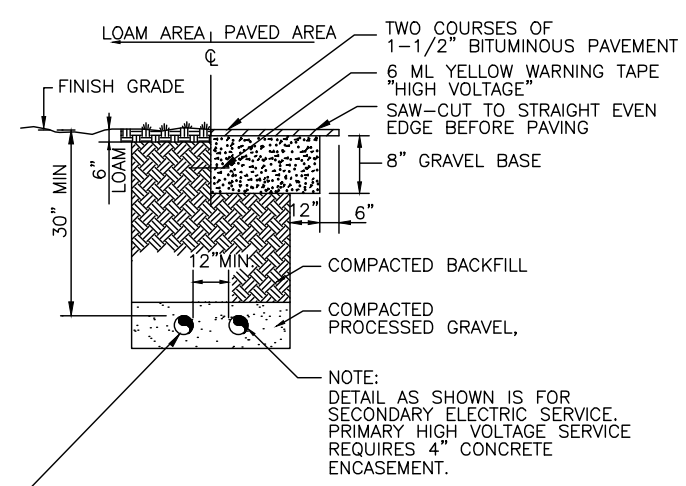 LOAM AREA PAVED AREA
℄
FINISH GRADE
TWO COURSES OF
1-1/2" BITUMINOUS PAVEMENT
6 ML YELLOW WARNING TAPE
"HIGH VOLTAGE"
SAW-CUT TO STRAIGHT EVEN
EDGE BEFORE PAVING
8" GRAVEL BASE
30" MIN
6"
LOAM
12"
6"
12"MIN
COMPACTED BACKFILL
COMPACTED
PROCESSED GRAVEL,
NOTE:
DETAIL AS SHOWN IS FOR
SECONDARY ELECTRIC SERVICE.
PRIMARY HIGH VOLTAGE SERVICE
REQUIRES 4" CONCRETE
ENCASEMENT.